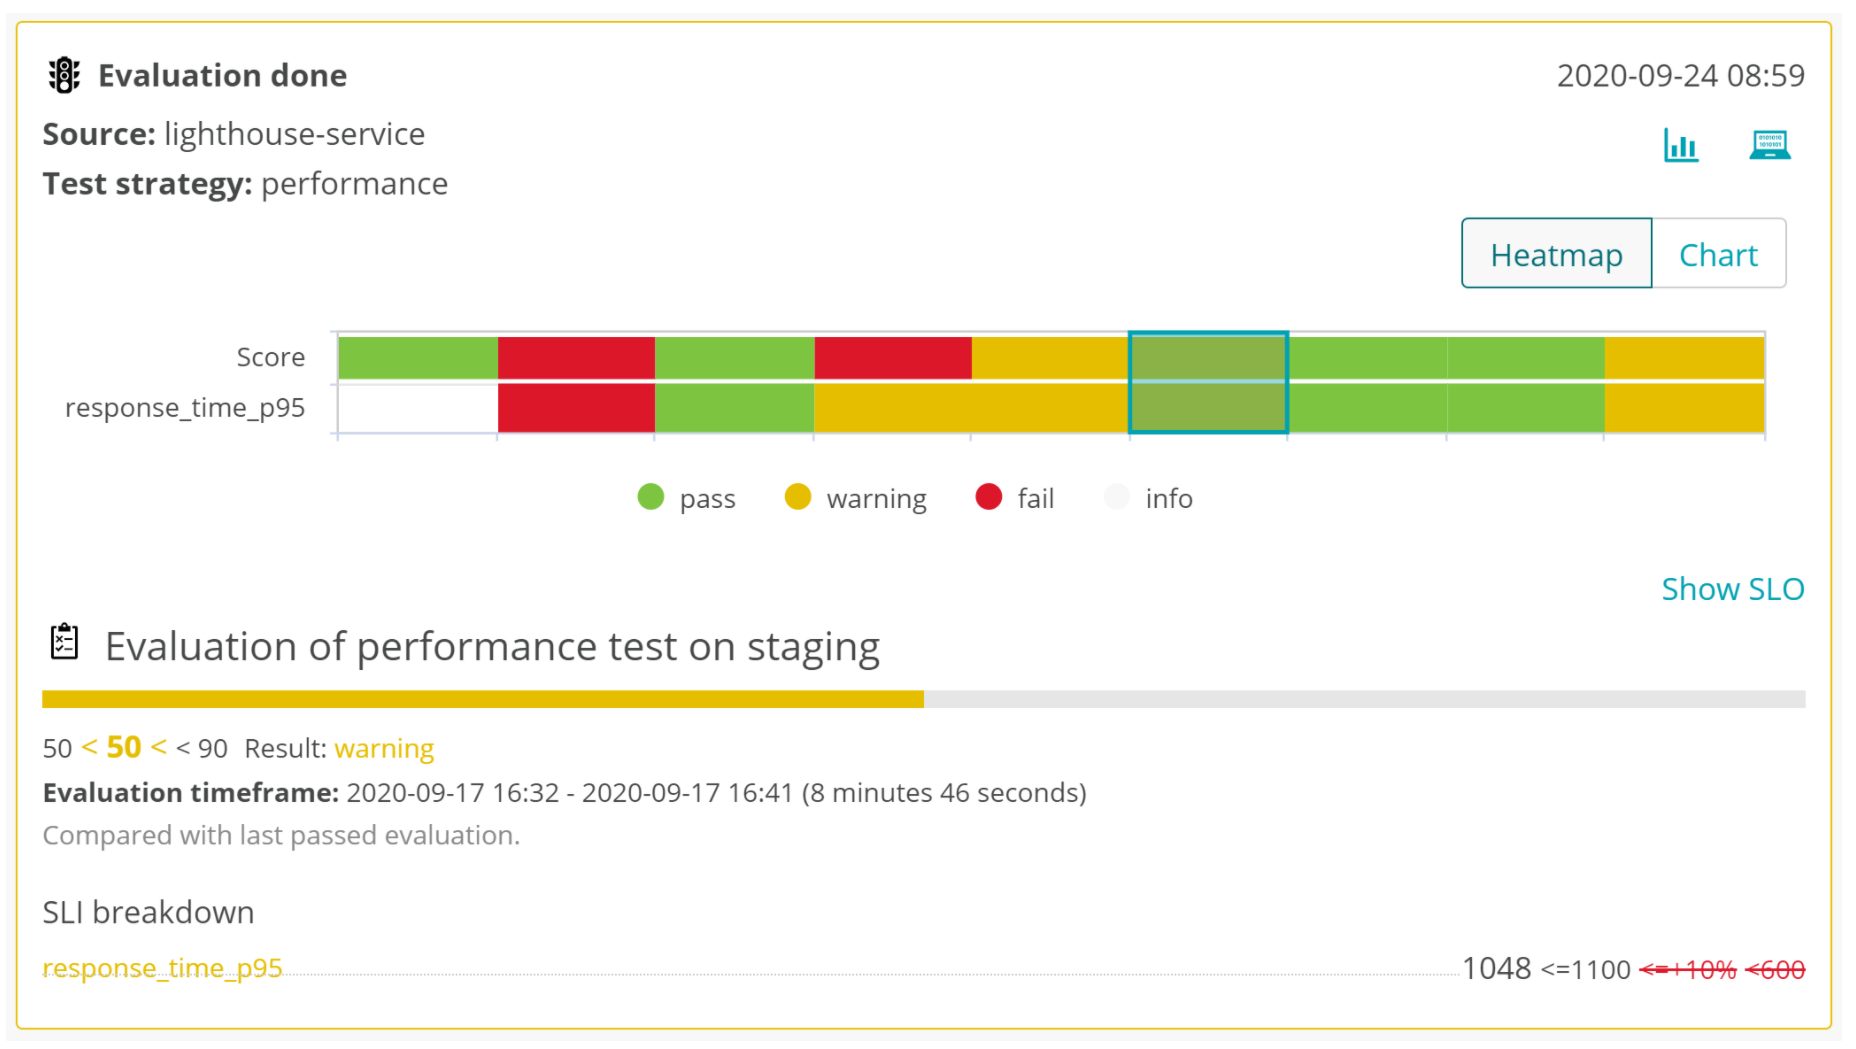 Evaluation done
2020-09-24 08:59
Source: lighthouse-service
Test strategy: performance
Heatmap Chart
Score
response_time_p95
pass warning fail info
Show SLO
Evaluation of performance test on staging
50 < 50 < < 90 Result: warning
Evaluation timeframe: 2020-09-17 16:32 - 2020-09-17 16:41 (8 minutes 46 seconds)
Compared with last passed evaluation.
SLI breakdown
response_time_p95 1048 <=1100 <=+10% <600